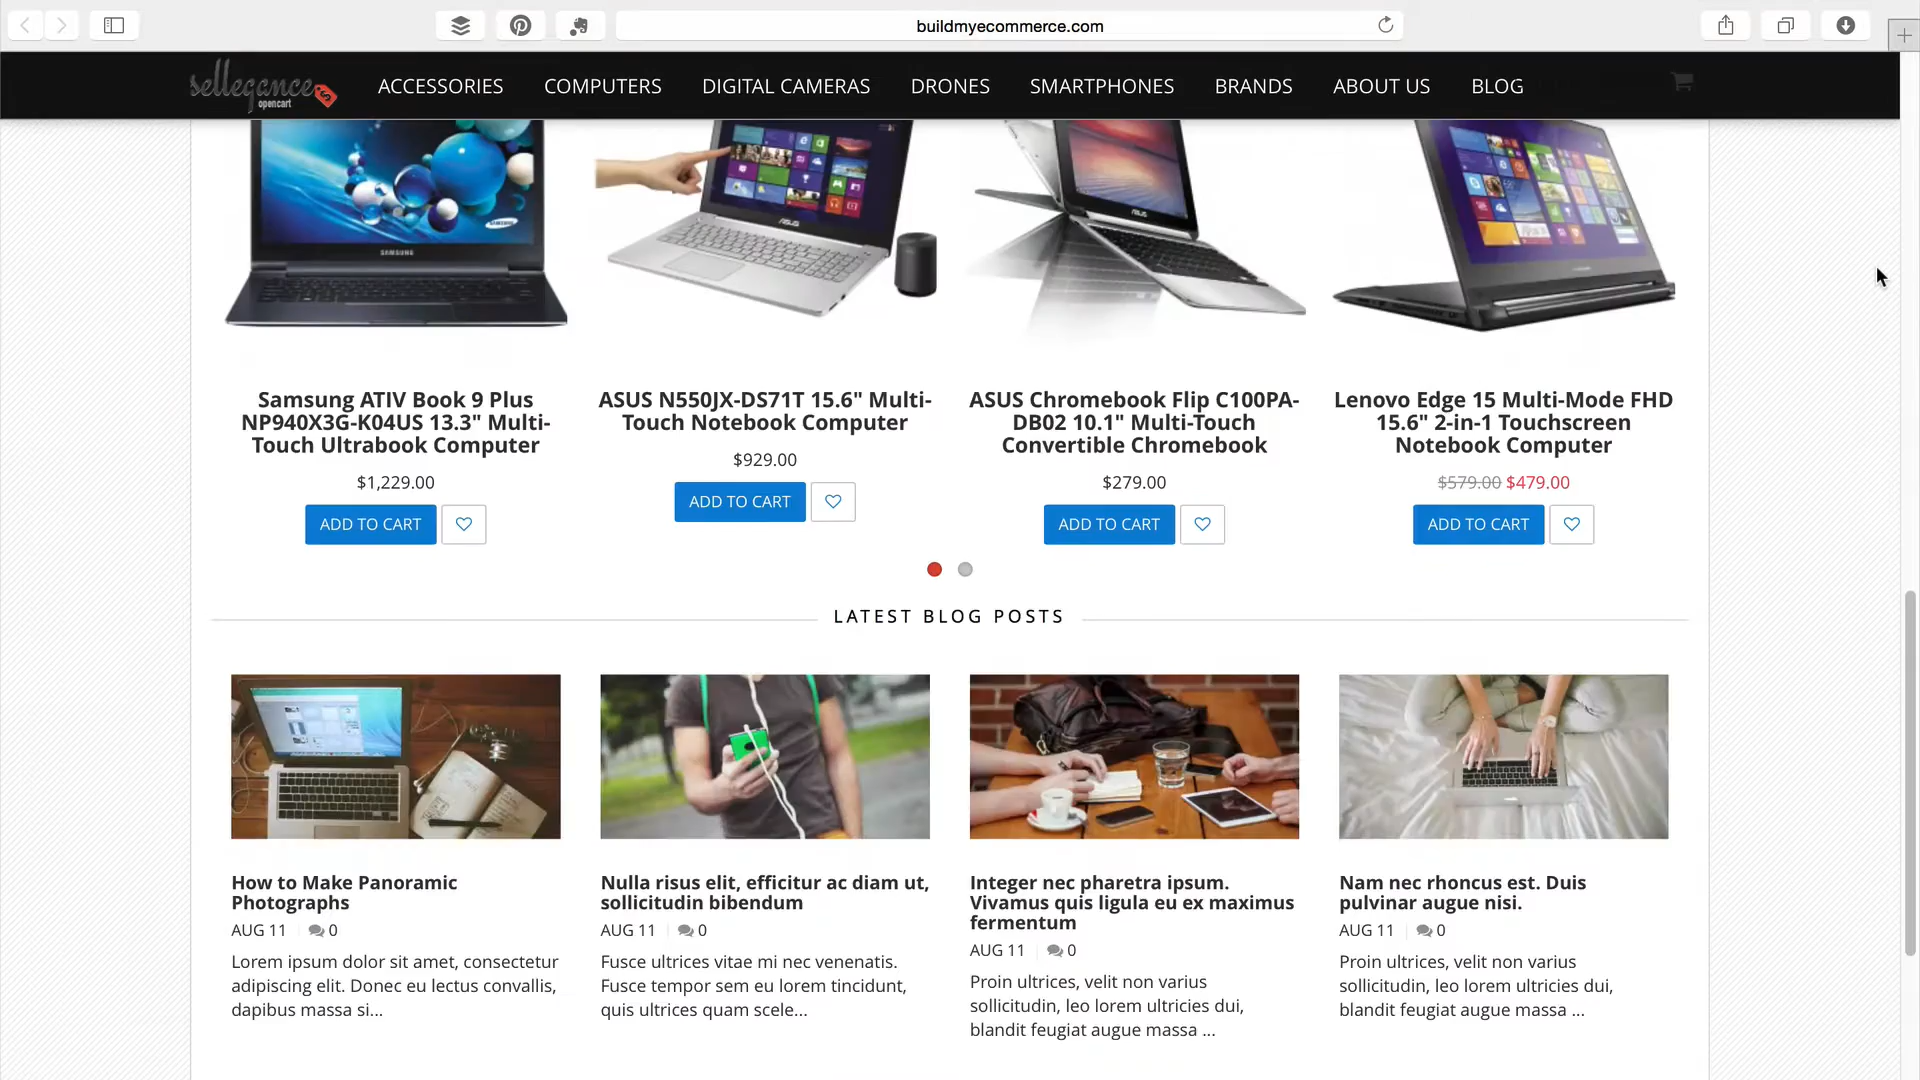 buildmyecommerce.com
sellegance
opencart
ACCESSORIES COMPUTERS DIGITAL CAMERAS DRONES SMARTPHONES BRANDS ABOUT US BLOG
SAMSUNG
SAMSUNG
ASUS
ASUS
Samsung ATIV Book 9 Plus
NP940X3G-K04US 13.3" Multi-
Touch Ultrabook Computer
$1,229.00
ADD TO CART
ASUS N550JX-DS71T 15.6" Multi-
Touch Notebook Computer
$929.00
ADD TO CART
ASUS Chromebook Flip C100PA-
DB02 10.1" Multi-Touch
Convertible Chromebook
$279.00
ADD TO CART
Lenovo Edge 15 Multi-Mode FHD
15.6" 2-in-1 Touchscreen
Notebook Computer
$579.00 $479.00
ADD TO CART
LATEST BLOG POSTS
How to Make Panoramic
Photographs
AUG 11 0
Lorem ipsum dolor sit amet, consectetur
adipiscing elit. Donec eu lectus convallis,
dapibus massa si...
Nulla risus elit, efficitur ac diam ut,
sollicitudin bibendum
AUG 11 0
Fusce ultrices vitae mi nec venenatis.
Fusce tempor sem eu lorem tincidunt,
quis ultrices quam scele...
Integer nec pharetra ipsum.
Vivamus quis ligula eu ex maximus
fermentum
AUG 11 0
Proin ultrices, velit non varius
sollicitudin, leo lorem ultricies dui,
blandit feugiat augue massa ...
Nam nec rhoncus est. Duis
pulvinar augue nisi.
AUG 11 0
Proin ultrices, velit non varius
sollicitudin, leo lorem ultricies dui,
blandit feugiat augue massa ...